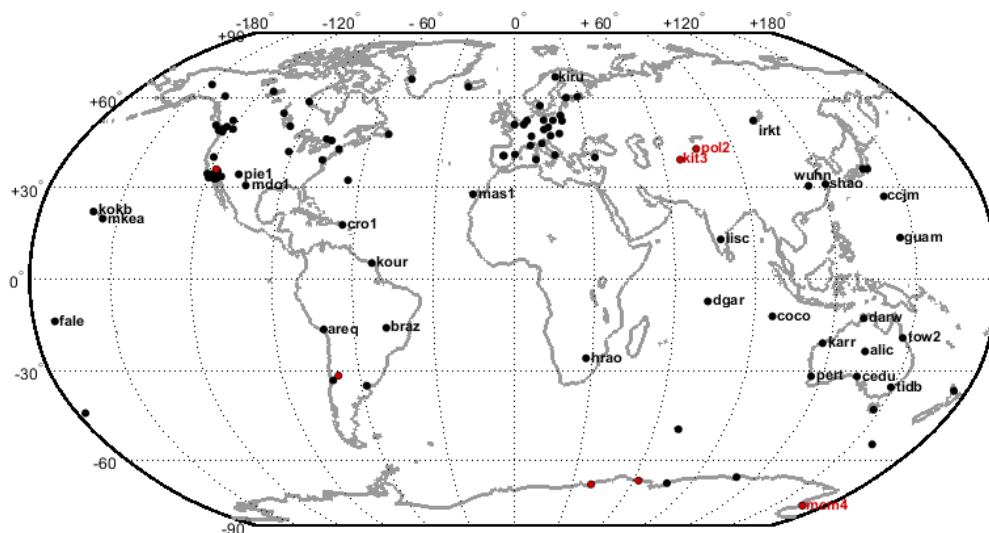 -180° -120° - 60 0° + 60° +120° +180°
+90
kiru
+60
irkt
pol2
kit3
pie1
wuhn
shao
+30
mdo1
mas1
ccjm
kokb
mkea
cro1
iisc
guam
kour
0°
dgar
fale
coco
darw
areq
braz
karr
tow2
alic
hrao
-30
pert
cedu
tidb
-60
mcm4
-90